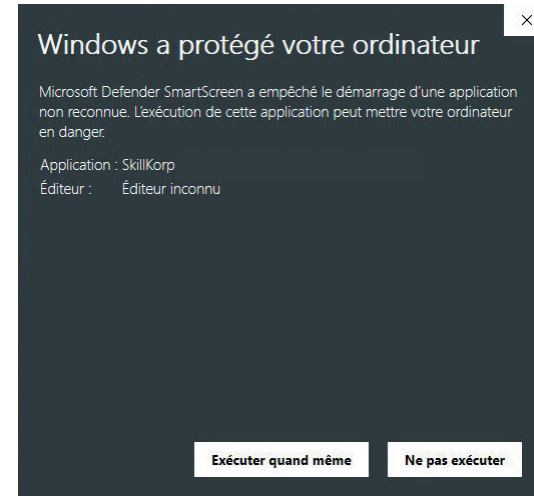 Windows a protégé votre ordinateur
Microsoft Defender SmartScreen a empêché le démarrage d'une application
non reconnue. L'exécution de cette application peut mettre votre ordinateur
en danger.
Application : SkillKorp
Éditeur : Éditeur inconnu
Exécuter quand même Ne pas exécuter